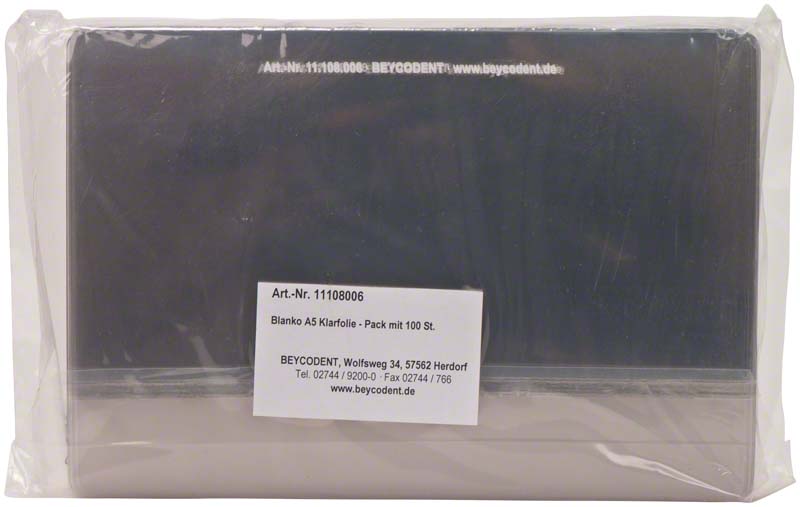 Art.-Nr. 11.108.006 BEYCODENT www.beycodent.de
Art.-Nr. 11108006
Blanko A5 Klarfolie - Pack mit 100 St.
BEYCODENT, Wolfsweg 34, 57562 Herdorf
Tel. 02744 / 9200-0 · Fax 02744 / 766
www.beycodent.de